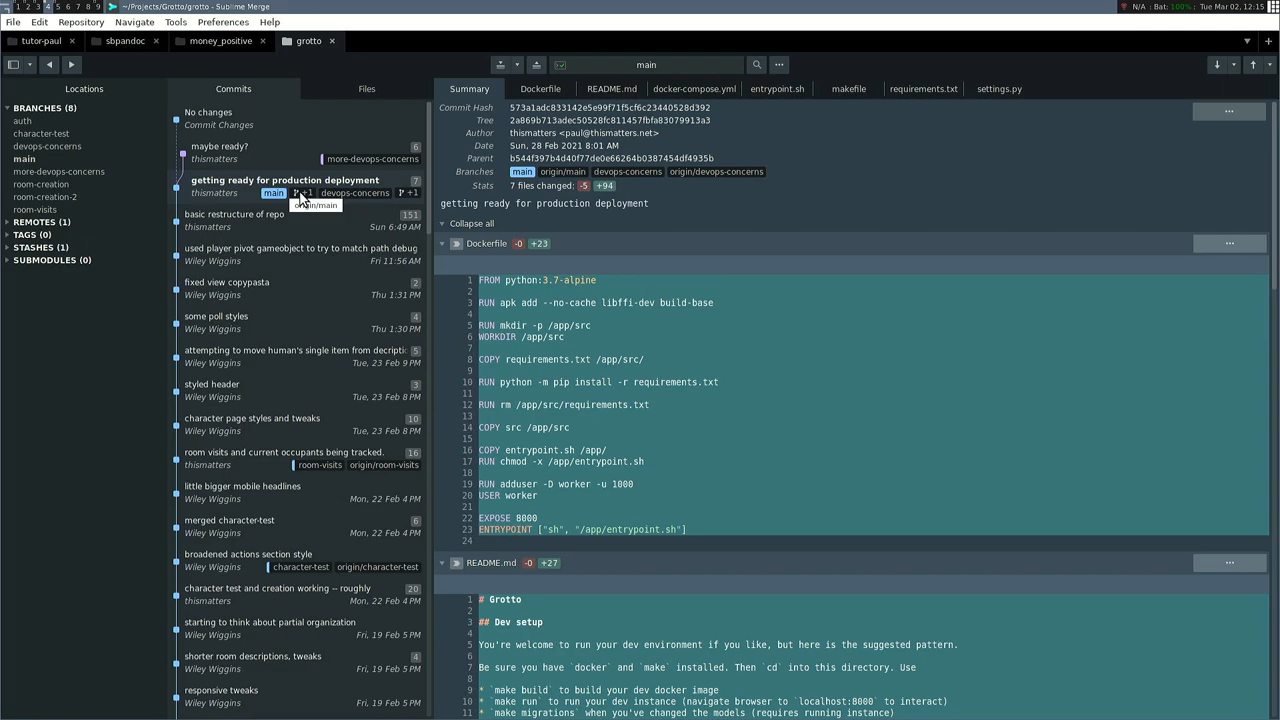 1 2 3 4 5 6 7 8 9 ~/Projects/Grotto/grotto - Sublime Merge N/A | Bat: 100% | Tue Mar 02, 12:15
File Edit Repository Navigate Tools Preferences Help
tutor-paul × sbpandoc × money_positive × grotto ×
main
Locations Commits Files
Summary Dockerfile README.md docker-compose.yml entrypoint.sh makefile requirements.txt settings.py
BRANCHES (8)
auth
character-test
devops-concerns
main
more-devops-concerns
room-creation
room-creation-2
room-visits
REMOTES (1)
TAGS (0)
STASHES (1)
SUBMODULES (0)
No changes
Commit Changes
maybe ready? 6
thismatters more-devops-concerns
getting ready for production deployment 7
thismatters main +1 devops-concerns +1
origin/main
basic restructure of repo 151
thismatters Sun 6:49 AM
used player pivot gameobject to try to match path debug
Wiley Wiggins Fri 11:56 AM
fixed view copypasta 2
Wiley Wiggins Thu 1:31 PM
some poll styles 4
Wiley Wiggins Thu 1:30 PM
attempting to move human's single item from decriptic 5
Wiley Wiggins Tue, 23 Feb 9 PM
styled header 3
Wiley Wiggins Tue, 23 Feb 8 PM
character page styles and tweaks 10
Wiley Wiggins Tue, 23 Feb 8 PM
room visits and current occupants being tracked. 16
thismatters room-visits origin/room-visits
little bigger mobile headlines
Wiley Wiggins Mon, 22 Feb 4 PM
merged character-test 6
Wiley Wiggins Mon, 22 Feb 4 PM
broadened actions section style
Wiley Wiggins character-test origin/character-test
character test and creation working -- roughly 20
thismatters Mon, 22 Feb 4 PM
starting to think about partial organization
Wiley Wiggins Fri, 19 Feb 5 PM
shorter room descriptions, tweaks 4
Wiley Wiggins Fri, 19 Feb 5 PM
responsive tweaks
Wiley Wiggins Fri, 19 Feb 5 PM
Commit Hash 573a1adc833142e5e99f71f5cf6c23440528d392
Tree 2a869b713adec50528fc811457fbfa83079913a3
Author thismatters <paul@thismatters.net>
Date Sun, 28 Feb 2021 8:01 AM
Parent b544f397b4d40f77de0e66264b0387454df4935b
Branches main origin/main devops-concerns origin/devops-concerns
Stats 7 files changed: -5 +94
getting ready for production deployment
Collapse all
Dockerfile -0 +23
1 FROM python:3.7-alpine
2
3 RUN apk add --no-cache libffi-dev build-base
4
5 RUN mkdir -p /app/src
6 WORKDIR /app/src
7
8 COPY requirements.txt /app/src/
9
10 RUN python -m pip install -r requirements.txt
11
12 RUN rm /app/src/requirements.txt
13
14 COPY src /app/src
15
16 COPY entrypoint.sh /app/
17 RUN chmod -x /app/entrypoint.sh
18
19 RUN adduser -D worker -u 1000
20 USER worker
21
22 EXPOSE 8000
23 ENTRYPOINT ["sh", "/app/entrypoint.sh"]
24
README.md -0 +27
1 # Grotto
2
3 ## Dev setup
4
5 You're welcome to run your dev environment if you like, but here is the suggested pattern.
6
7 Be sure you have `docker` and `make` installed. Then `cd` into this directory. Use
8
9 * `make build` to build your dev docker image
10 * `make run` to run your dev instance (navigate browser to `localhost:8000` to interact)
11 * `make migrations` when you've changed the models (requires running instance)